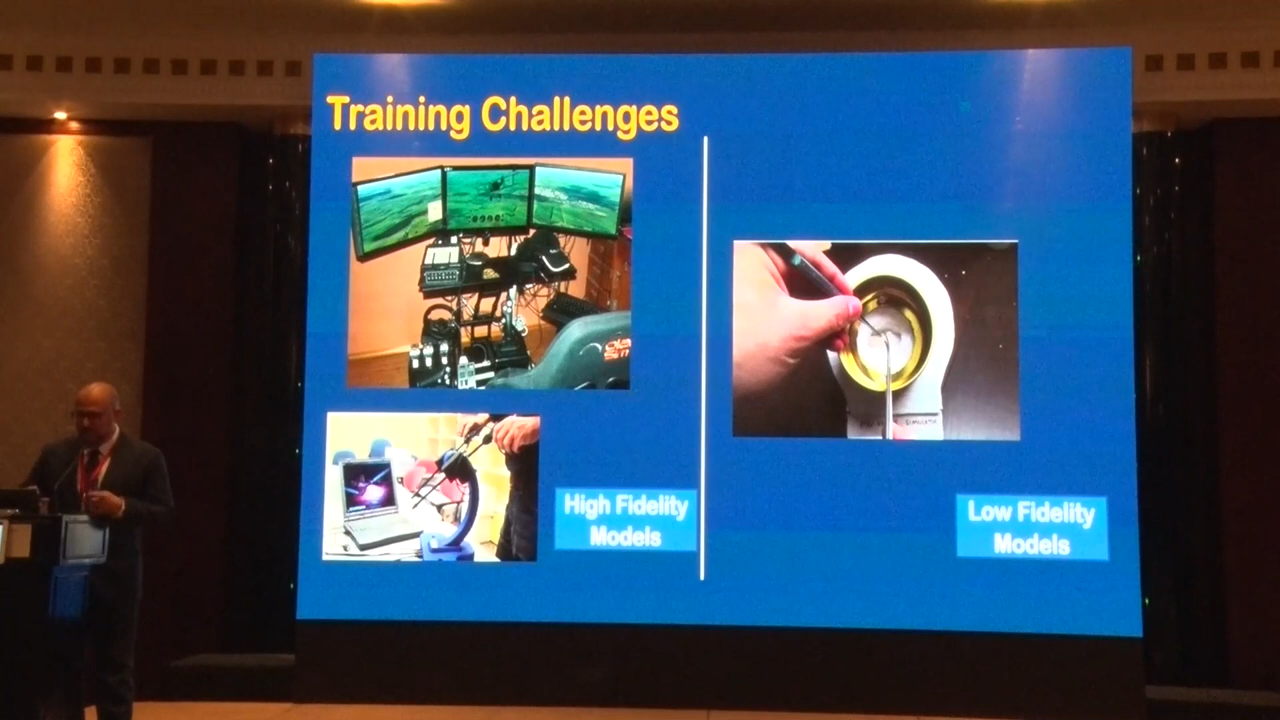 Training Challenges
High Fidelity
Models
Low Fidelity
Models